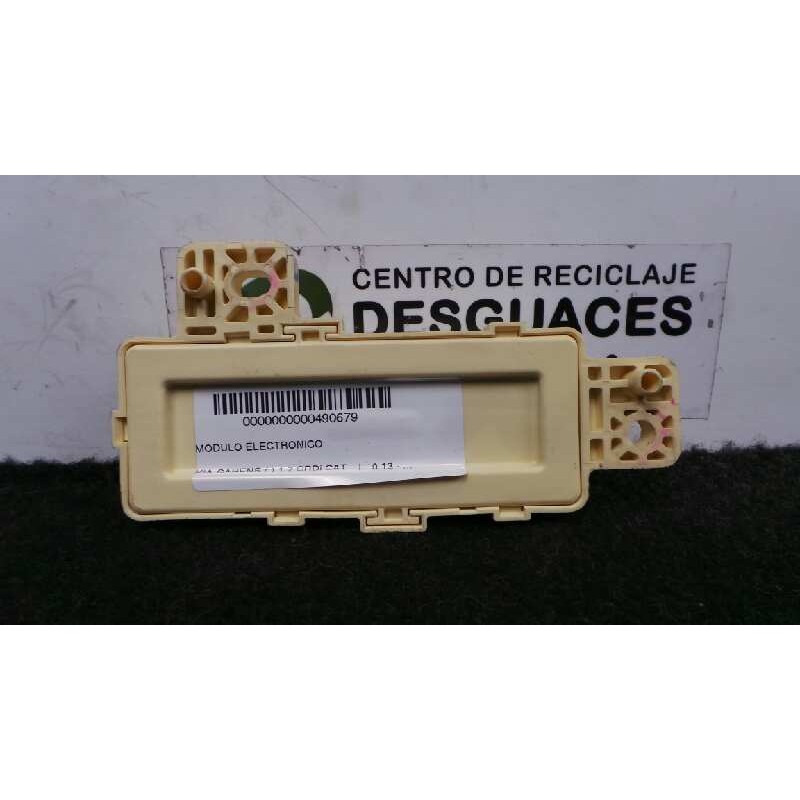 CENTRO DE RECICLAJE
DESGUACES
0000000000490679
MODULO ELECTRONICO